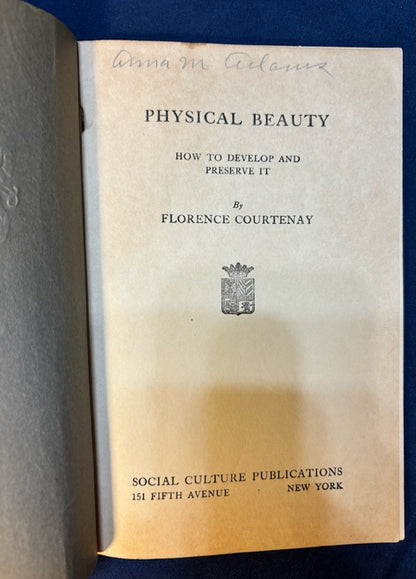 Anna M Adams
PHYSICAL BEAUTY
HOW TO DEVELOP AND
PRESERVE IT
By
FLORENCE COURTENAY
SOCIAL CULTURE PUBLICATIONS
151 FIFTH AVENUE NEW YORK